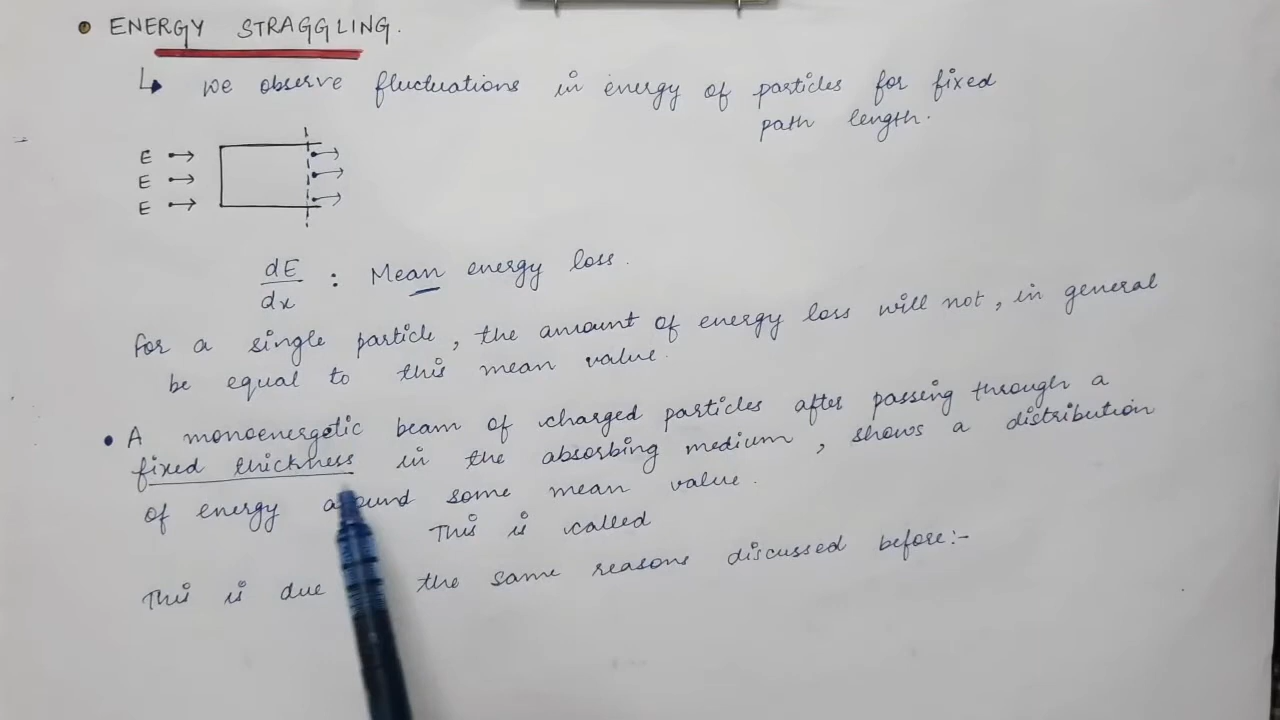 ENERGY STRAGGLING.
we observe fluctuations in energy of particles for fixed
path length.
E
E
E
dE/dx : Mean energy loss.
for a single particle, the amount of energy loss will not, in general
be equal to this mean value.
A monoenergetic beam of charged particles after passing through a
fixed thickness in the absorbing medium, shows a distribution
of energy around some mean value.
This is called
This is due the same reasons discussed before:-